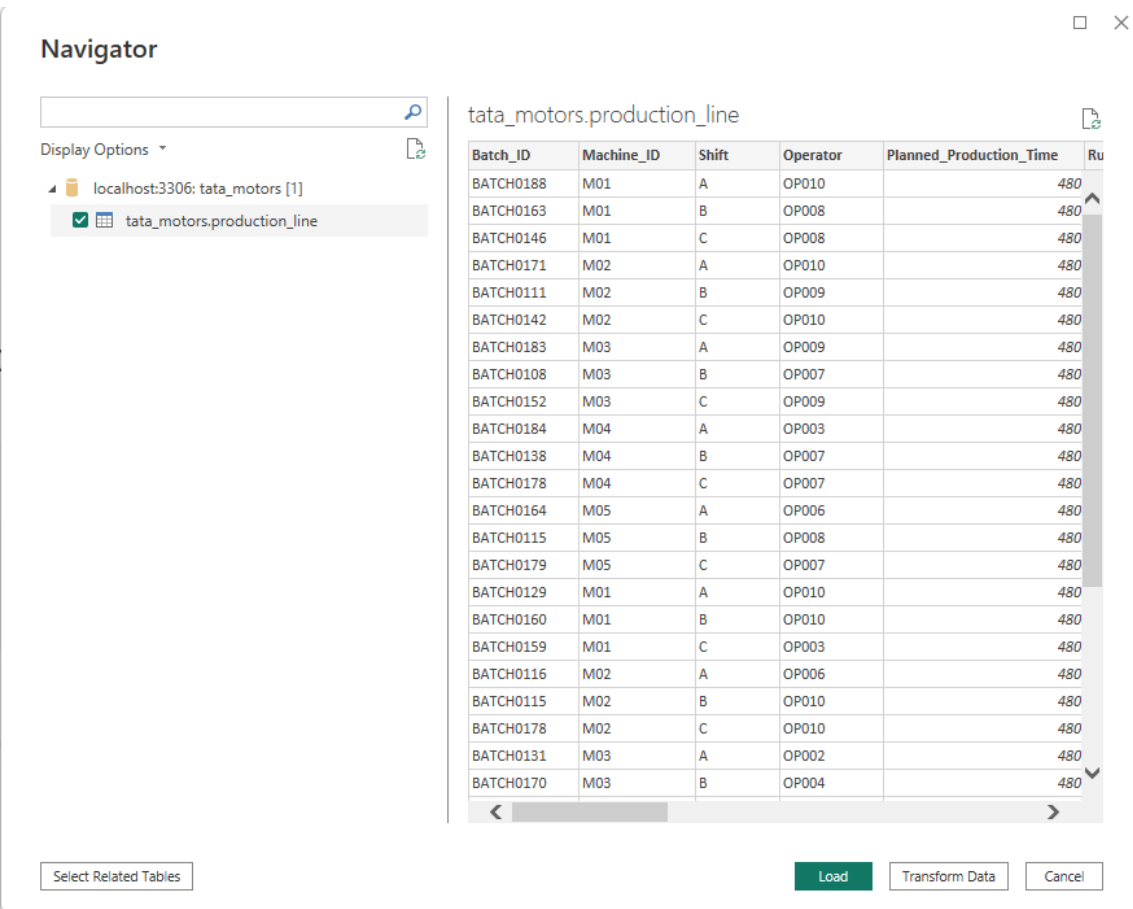 Navigator
Display Options
localhost:3306: tata_motors [1]
tata_motors.production_line
tata_motors.production_line
Batch_ID Machine_ID Shift Operator Planned_Production_Time Ru
BATCH0188 M01 A OP010 480
BATCH0163 M01 B OP008 480
BATCH0146 M01 C OP008 480
BATCH0171 M02 A OP010 480
BATCH0111 M02 B OP009 480
BATCH0142 M02 C OP010 480
BATCH0183 M03 A OP009 480
BATCH0108 M03 B OP007 480
BATCH0152 M03 C OP009 480
BATCH0184 M04 A OP003 480
BATCH0138 M04 B OP007 480
BATCH0178 M04 C OP007 480
BATCH0164 M05 A OP006 480
BATCH0115 M05 B OP008 480
BATCH0179 M05 C OP007 480
BATCH0129 M01 A OP010 480
BATCH0160 M01 B OP010 480
BATCH0159 M01 C OP003 480
BATCH0116 M02 A OP006 480
BATCH0115 M02 B OP010 480
BATCH0178 M02 C OP010 480
BATCH0131 M03 A OP002 480
BATCH0170 M03 B OP004 480
Select Related Tables Load Transform Data Cancel